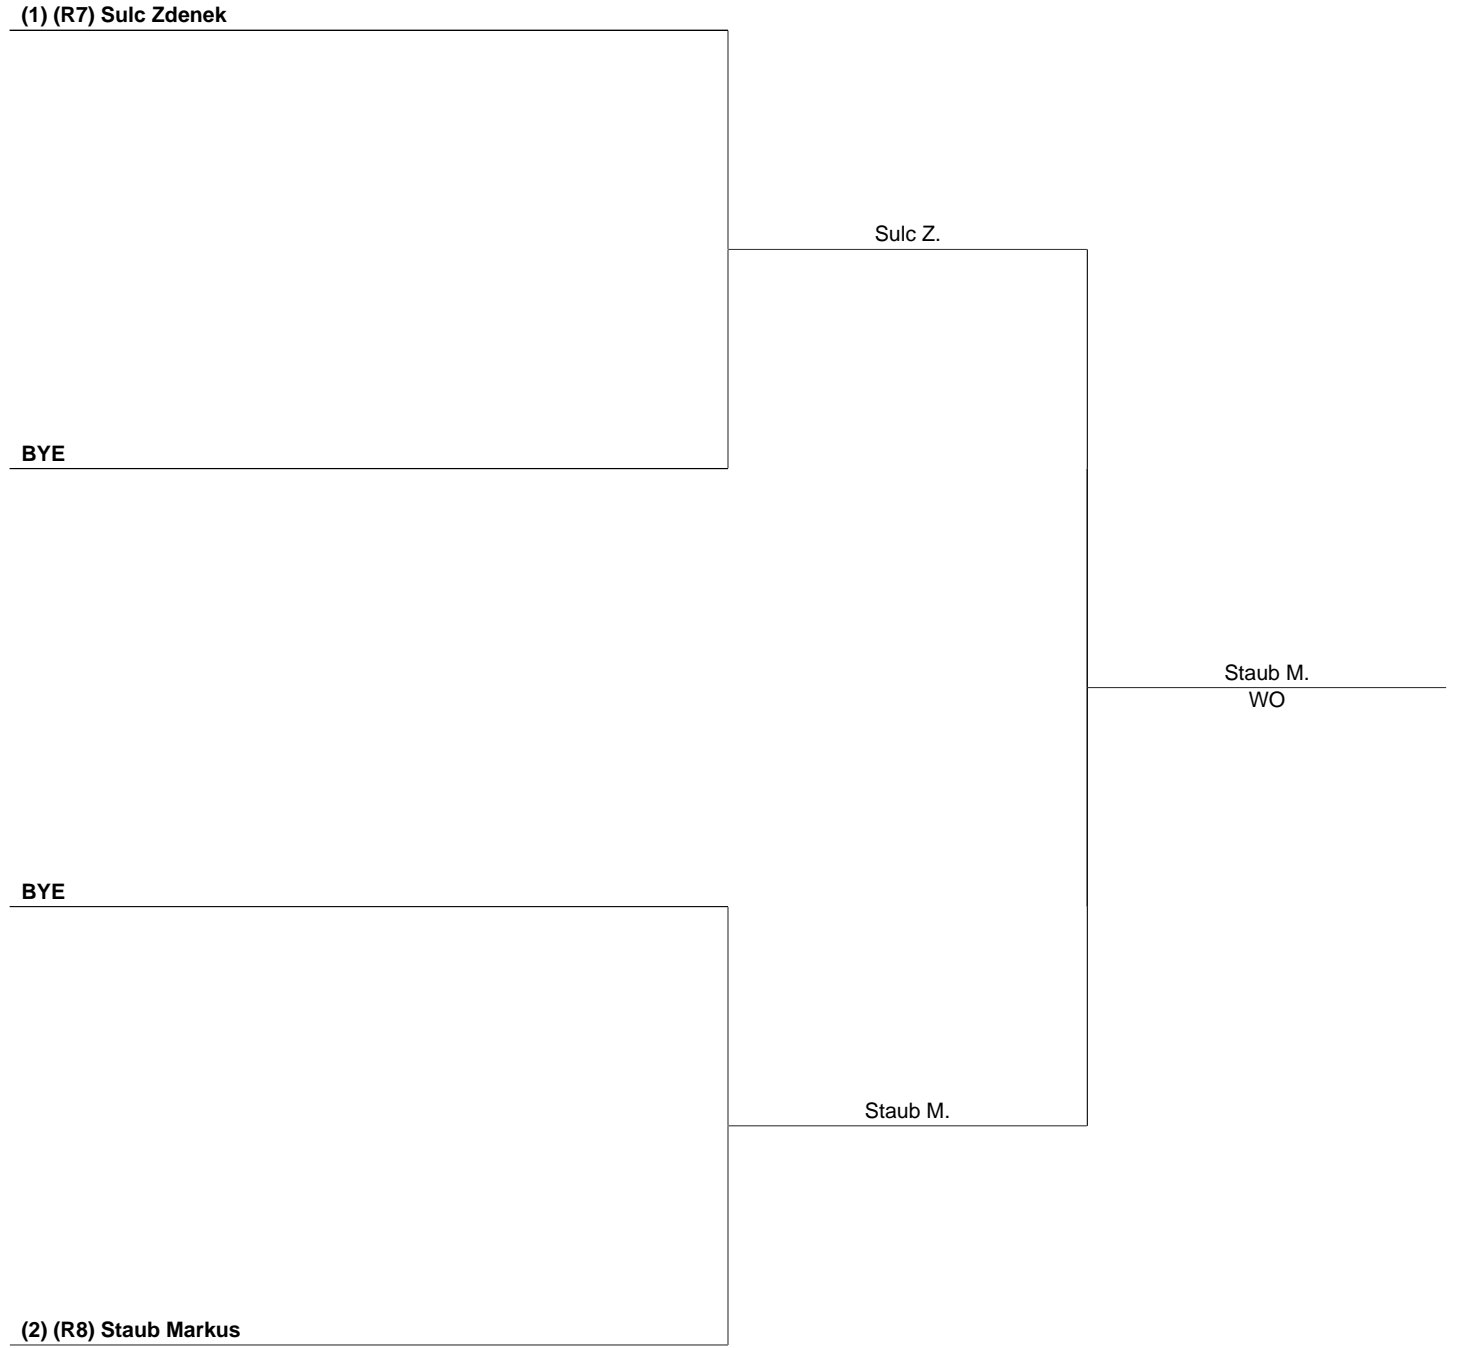 (1) (R7) Sulc Zdenek
Sulc Z.
BYE
Staub M.
WO
BYE
Staub M.
(2) (R8) Staub Markus